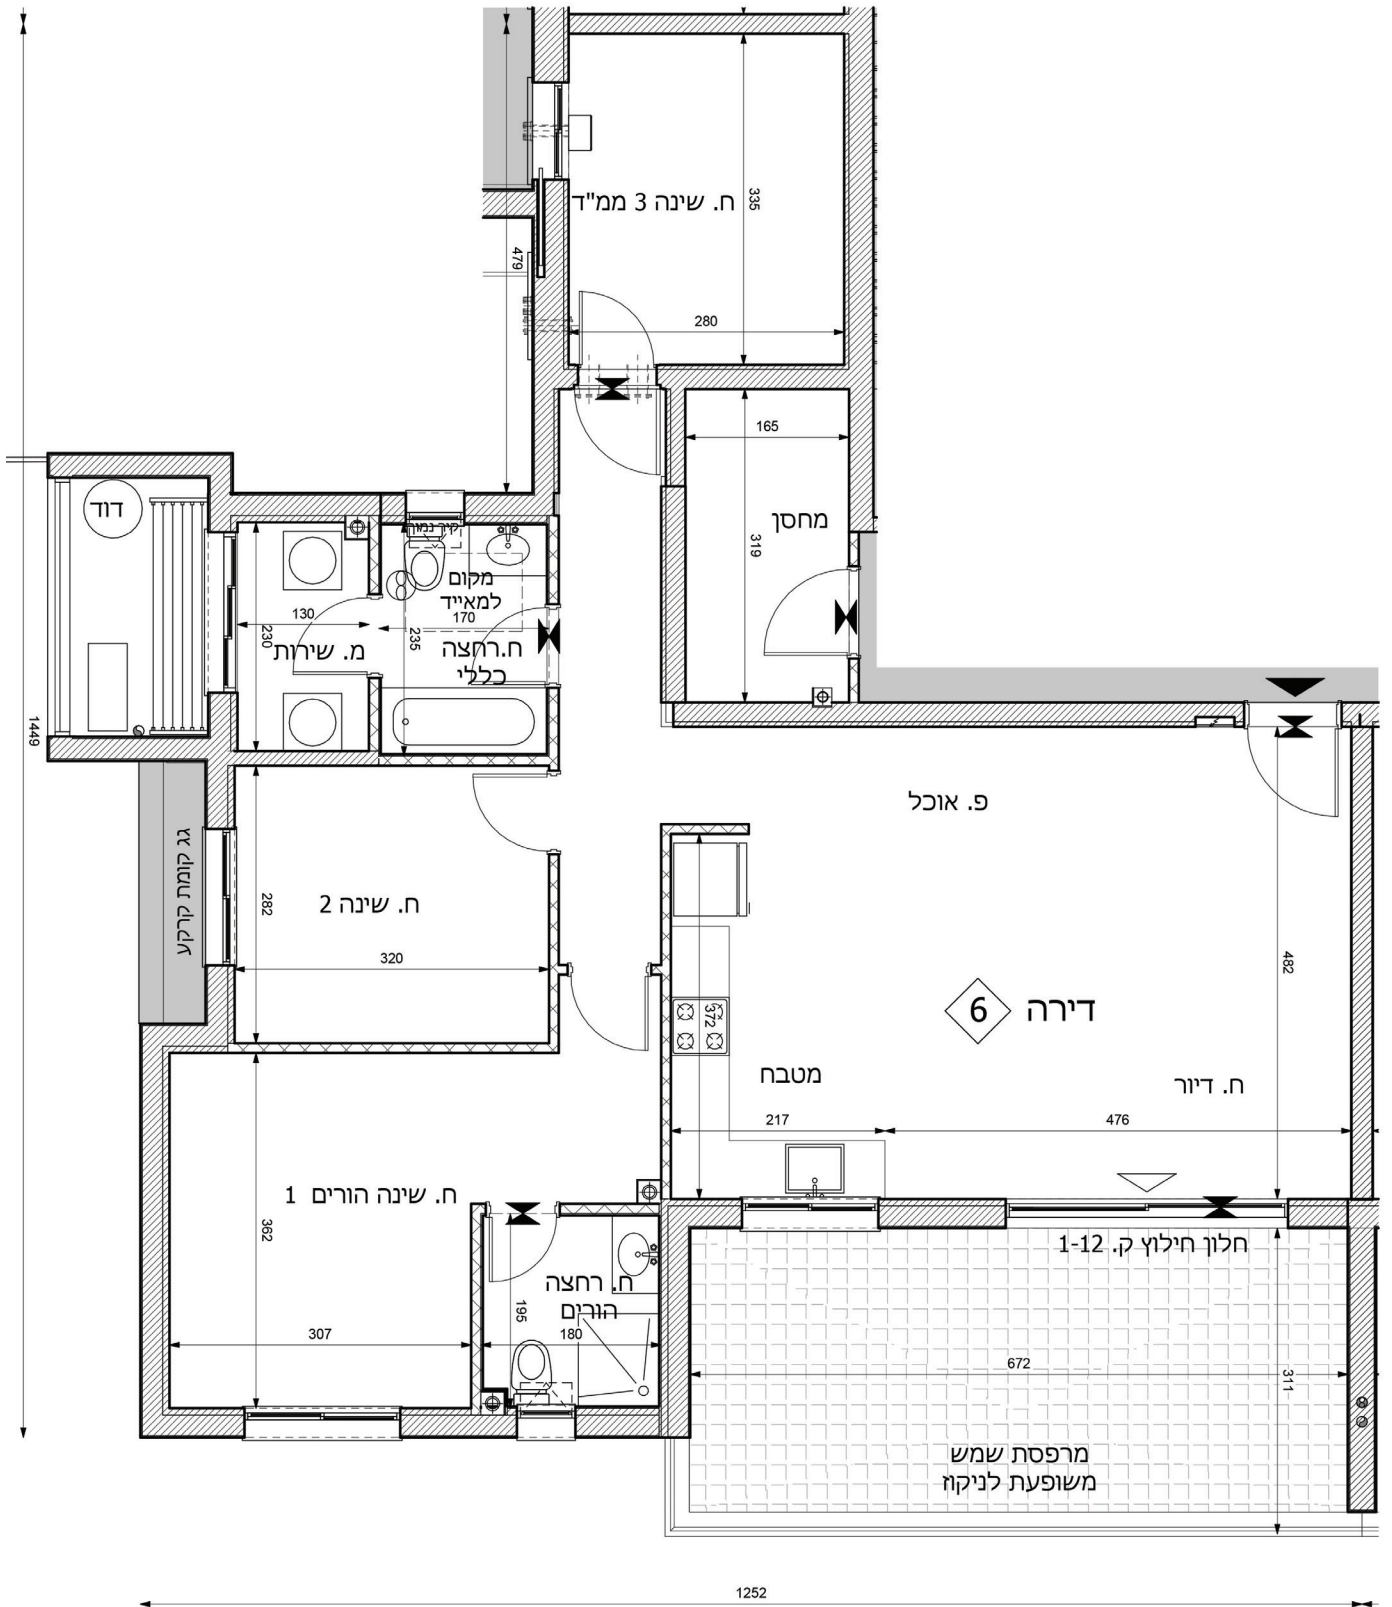 335
ח. שינה 3 ממ"ד
479
280
165
מחסן
319
דוד
קיר נמוך
מקום
למאייד
130
170
230
מ. שירות
235
ח.רחצה
כללי
1449
פ. אוכל
גג קומת קרקע
282
ח. שינה 2
320
482
דירה 6
372
מטבח
ח. דיור
217
476
ח. שינה הורים 1
362
חלון חילוץ ק. 1-12
ח. רחצה
הורים
195
307
180
672
311
מרפסת שמש
משופעת לניקוז
1252